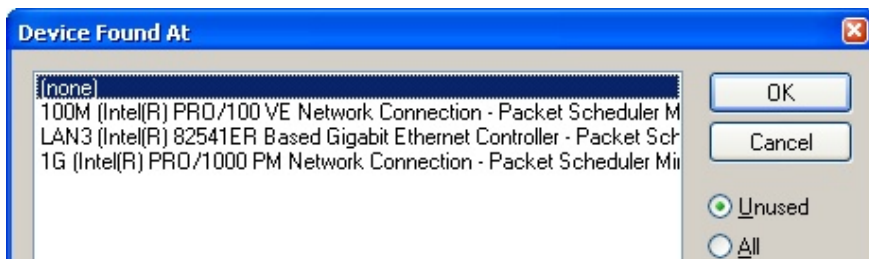 Device Found At
(none)
100M (Intel(R) PRO/100 VE Network Connection - Packet Scheduler M
LAN3 (Intel(R) 82541ER Based Gigabit Ethernet Controller - Packet Sch
1G (Intel(R) PRO/1000 PM Network Connection - Packet Scheduler Min
OK
Cancel
Unused
All